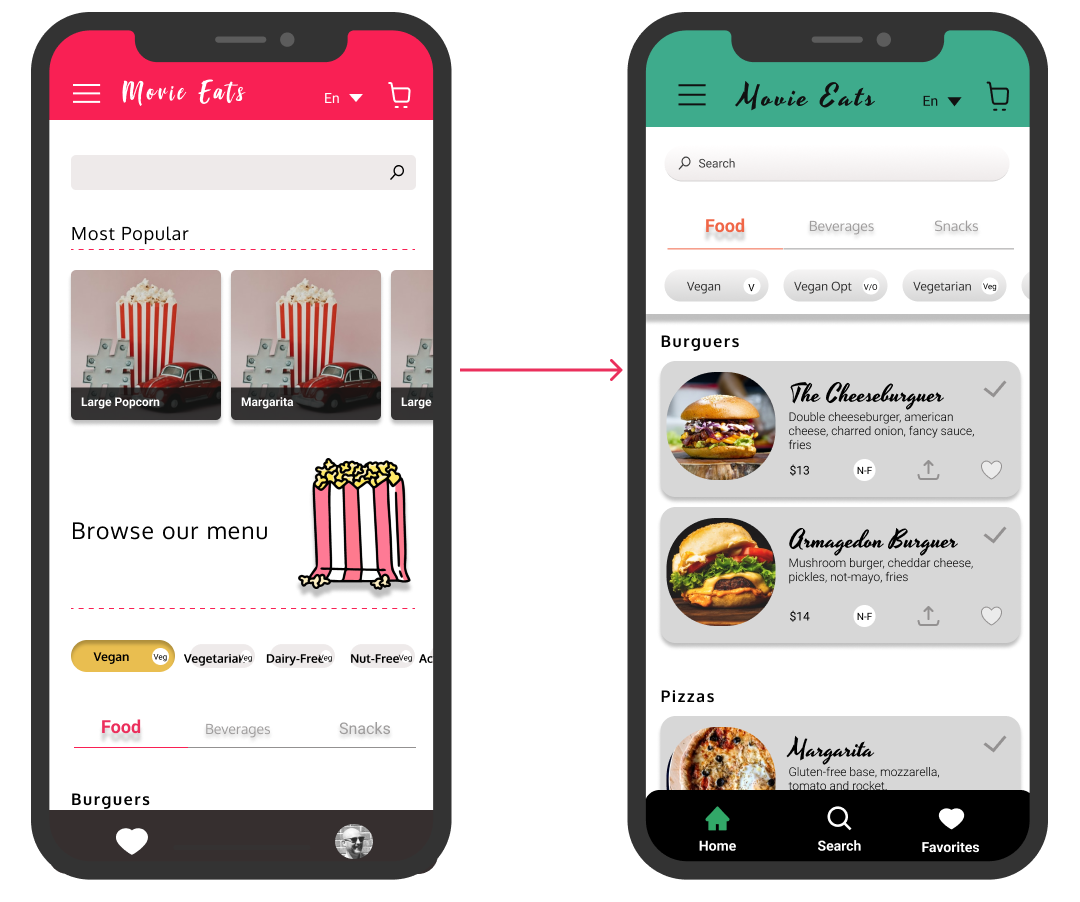 Movie Eats
En
Most Popular
Large Popcorn
Margarita
Large
Browse our menu
Vegan
Veg
Vegetarian
Veg
Dairy-Free
Veg
Nut-Free
Veg
Ac
Food
Beverages
Snacks
Burguers
Movie Eats
En
Search
Food
Beverages
Snacks
Vegan
V
Vegan Opt
V/O
Vegetarian
Veg
Burguers
The Cheeseburguer
Double cheeseburger, american
cheese, charred onion, fancy sauce,
fries
$13
N-F
Armagedon Burguer
Mushroom burger, cheddar cheese,
pickles, not-mayo, fries
$14
N-F
Pizzas
Margarita
Gluten-free base, mozzarella,
tomato and rocket.
Home
Search
Favorites